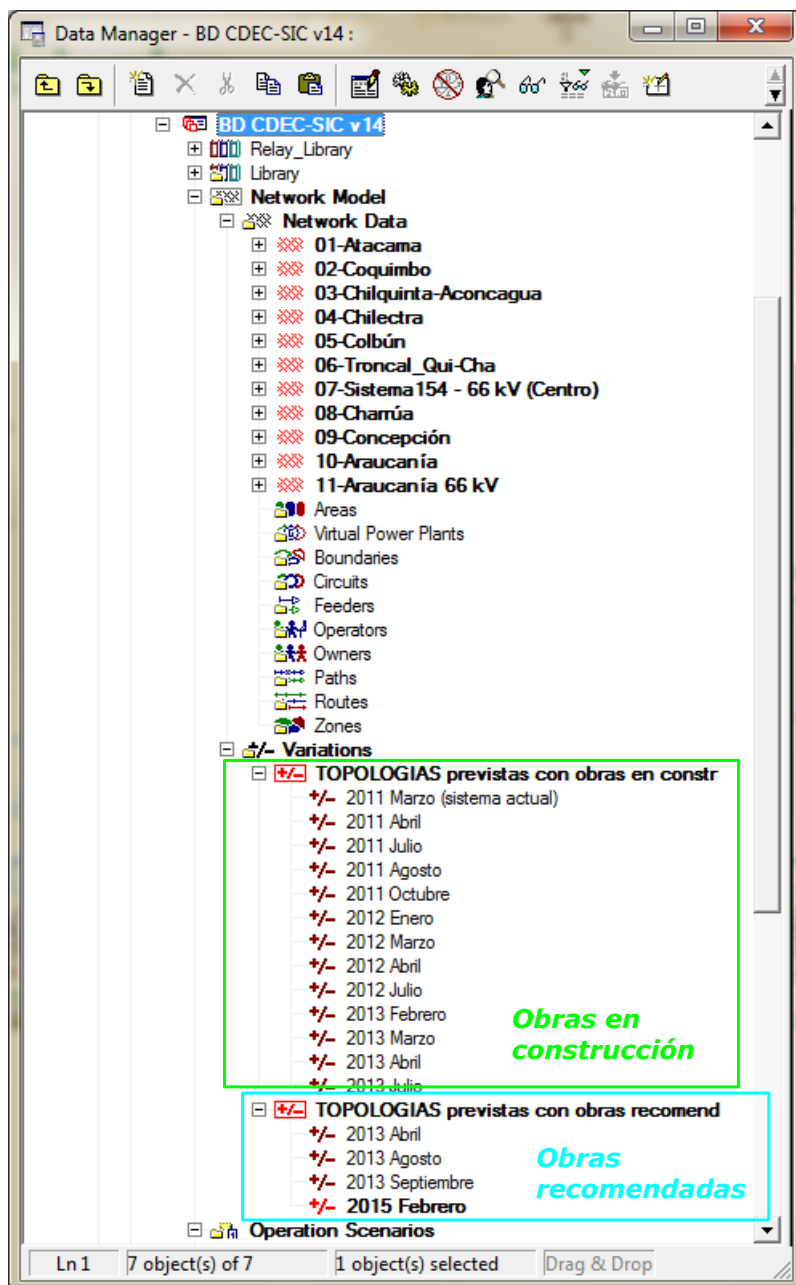 Data Manager - BD CDEC-SIC v14 :
BD CDEC-SIC v14
Relay_Library
Library
Network Model
Network Data
01-Atacama
02-Coquimbo
03-Chilquinta-Aconcagua
04-Chilectra
05-Colbún
06-Troncal_Qui-Cha
07-Sistema154 - 66 kV (Centro)
08-Charrúa
09-Concepción
10-Araucanía
11-Araucanía 66 kV
Areas
Virtual Power Plants
Boundaries
Circuits
Feeders
Operators
Owners
Paths
Routes
Zones
Variations
TOPOLOGIAS previstas con obras en constr
2011 Marzo (sistema actual)
2011 Abril
2011 Julio
2011 Agosto
2011 Octubre
2012 Enero
2012 Marzo
2012 Abril
2012 Julio
2013 Febrero
2013 Marzo
2013 Abril
2013 Julio
Obras en
construcción
TOPOLOGIAS previstas con obras recomend
2013 Abril
2013 Agosto
2013 Septiembre
2015 Febrero
Obras
recomendadas
Operation Scenarios
Ln 1 7 object(s) of 7 1 object(s) selected Drag & Drop